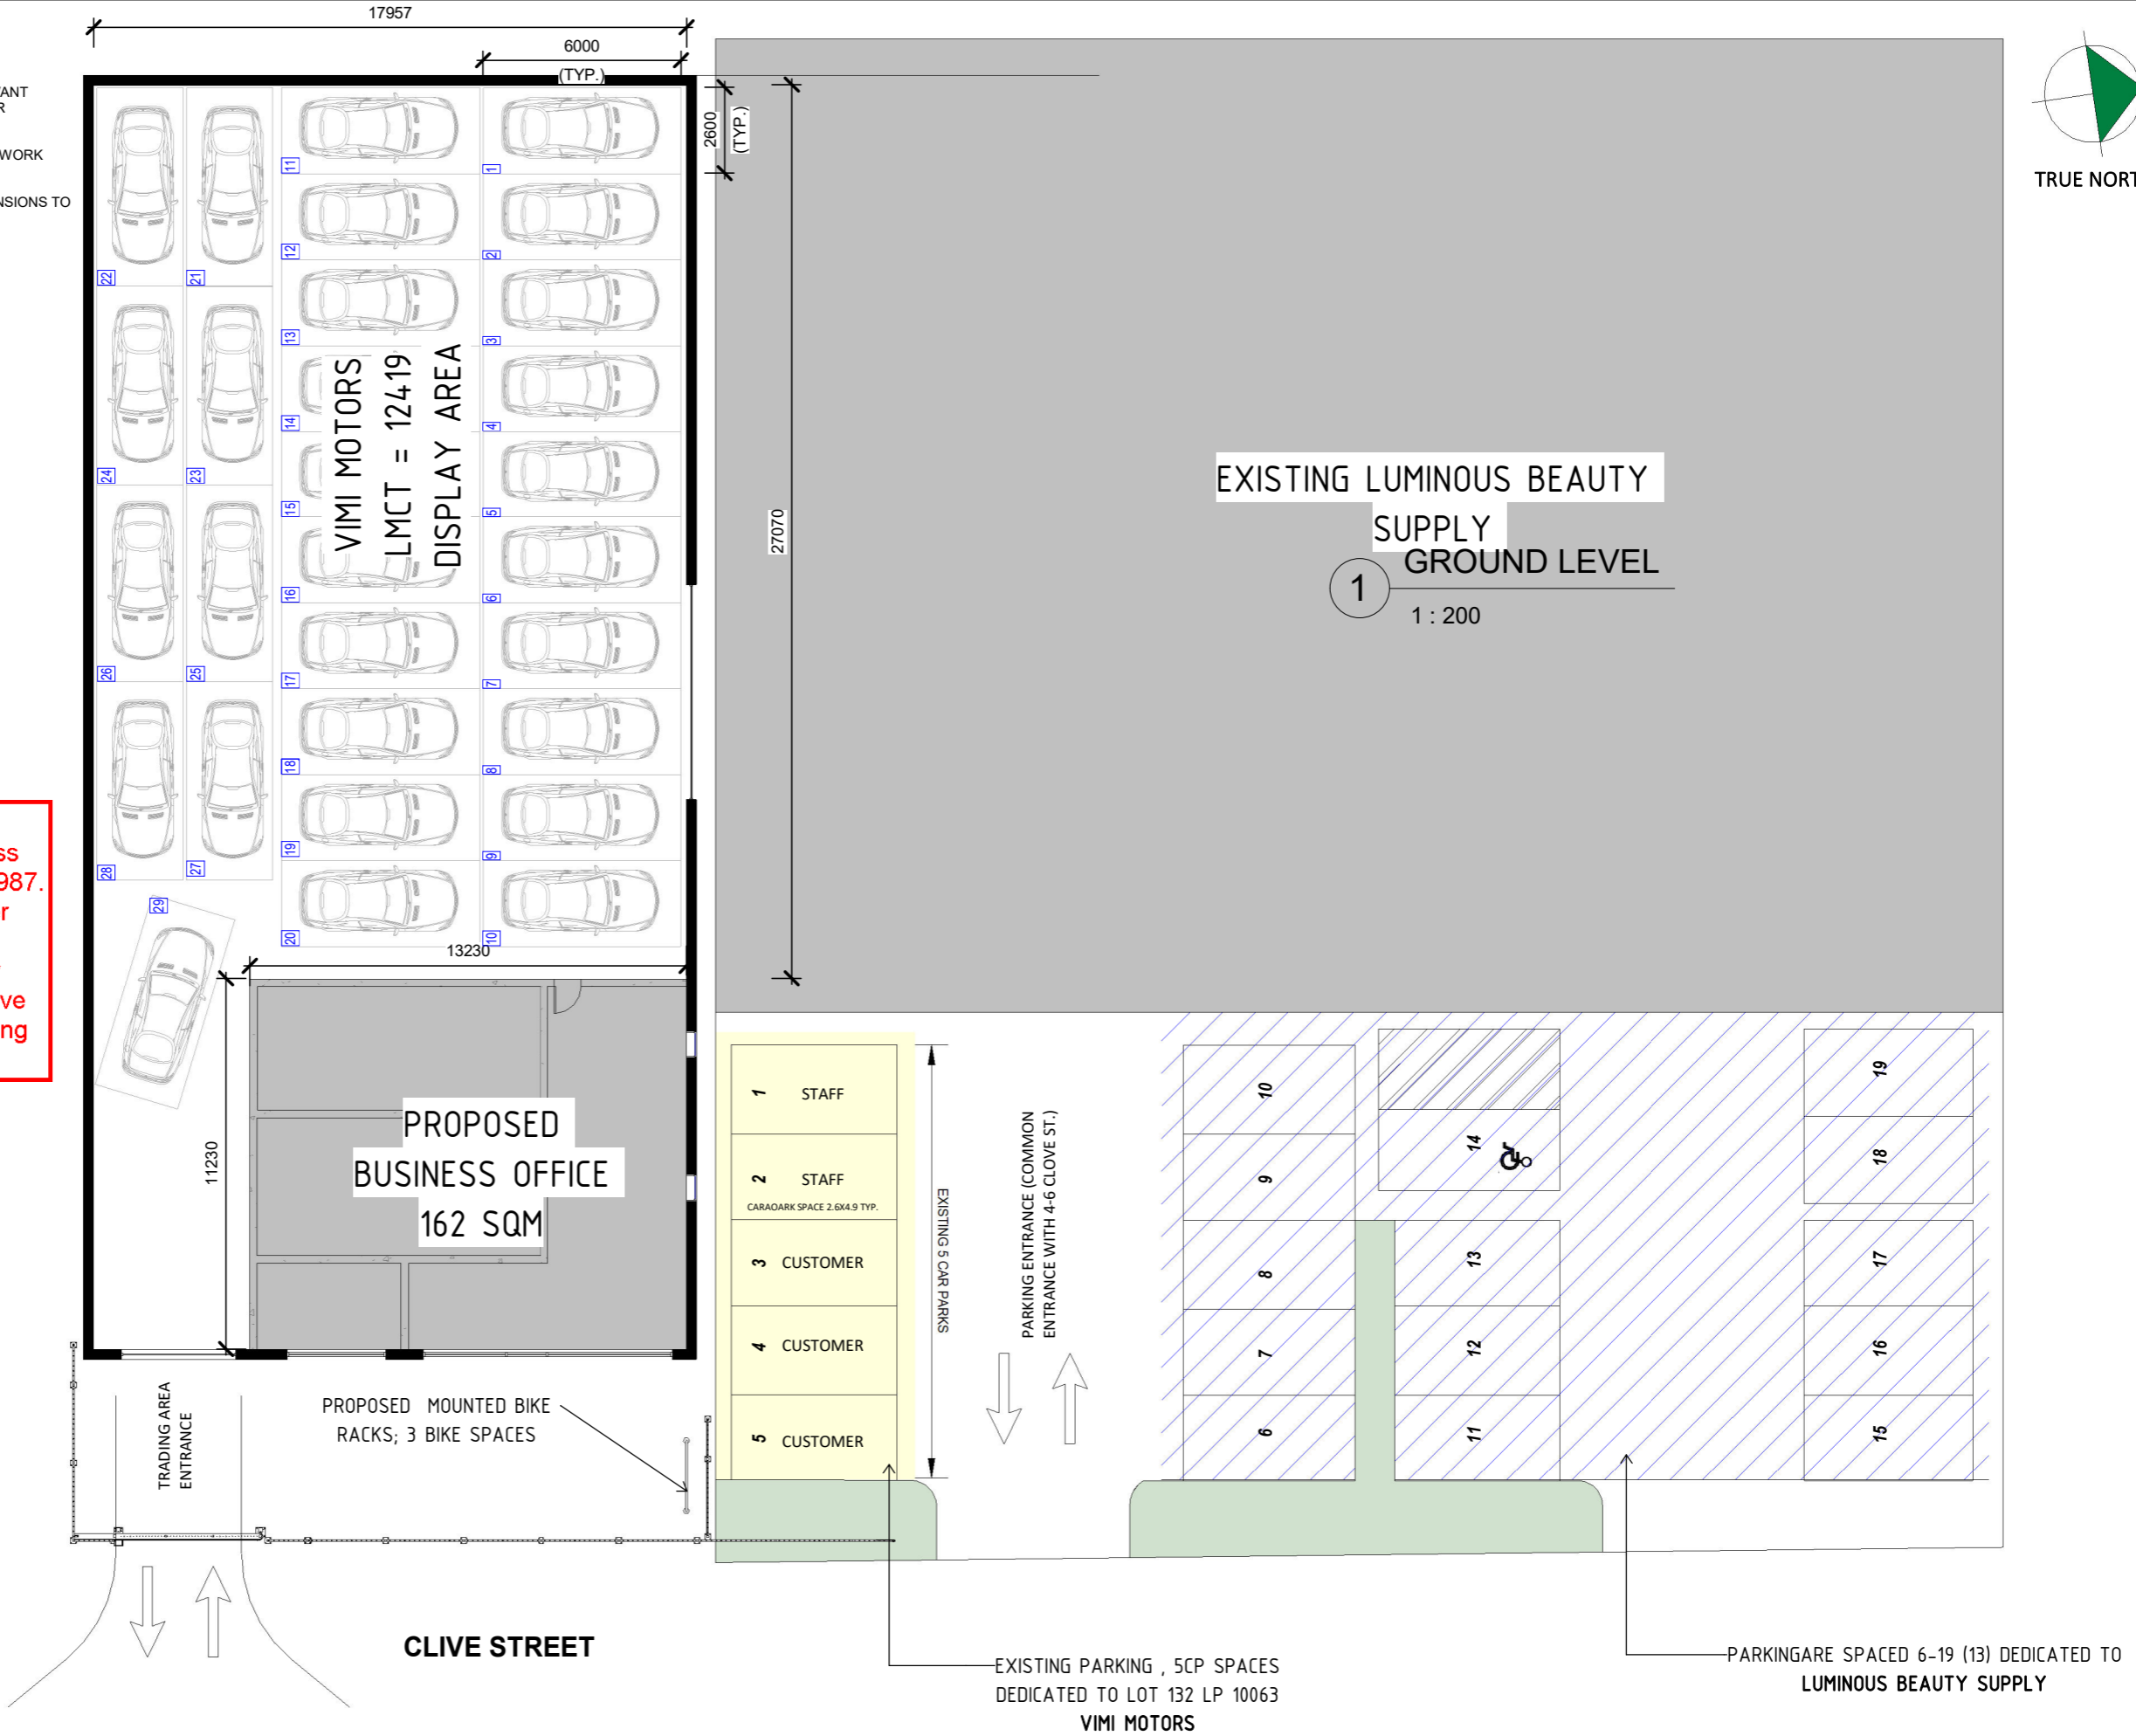 17957
6000
(TYP.)
ANT
R
WORK
NSIONS TO
2600
(TYP.)
27070
TRUE NORT
11
1
12
2
22
21
13
3
14
4
24
23
15
5
16
6
26
25
17
7
18
8
19
9
28
27
29
20
10
VIMI MOTORS
LMCT = 12419
DISPLAY AREA
EXISTING LUMINOUS BEAUTY
SUPPLY
1
GROUND LEVEL
1 : 200
ss
987.
r
ve
ng
13230
11230
PROPOSED
BUSINESS OFFICE
162 SQM
1 STAFF
2 STAFF
CARAOARK SPACE 2.6X4.9 TYP.
3 CUSTOMER
4 CUSTOMER
5 CUSTOMER
EXISTING 5 CAR PARKS
PARKING ENTRANCE (COMMON
ENTRANCE WITH 4-6 CLOVE ST.)
10
9
8
7
6
14
13
12
11
19
18
17
16
15
TRADING AREA
ENTRANCE
PROPOSED MOUNTED BIKE
RACKS; 3 BIKE SPACES
CLIVE STREET
EXISTING PARKING , 5CP SPACES
DEDICATED TO LOT 132 LP 10063
VIMI MOTORS
PARKINGARE SPACED 6-19 (13) DEDICATED TO
LUMINOUS BEAUTY SUPPLY